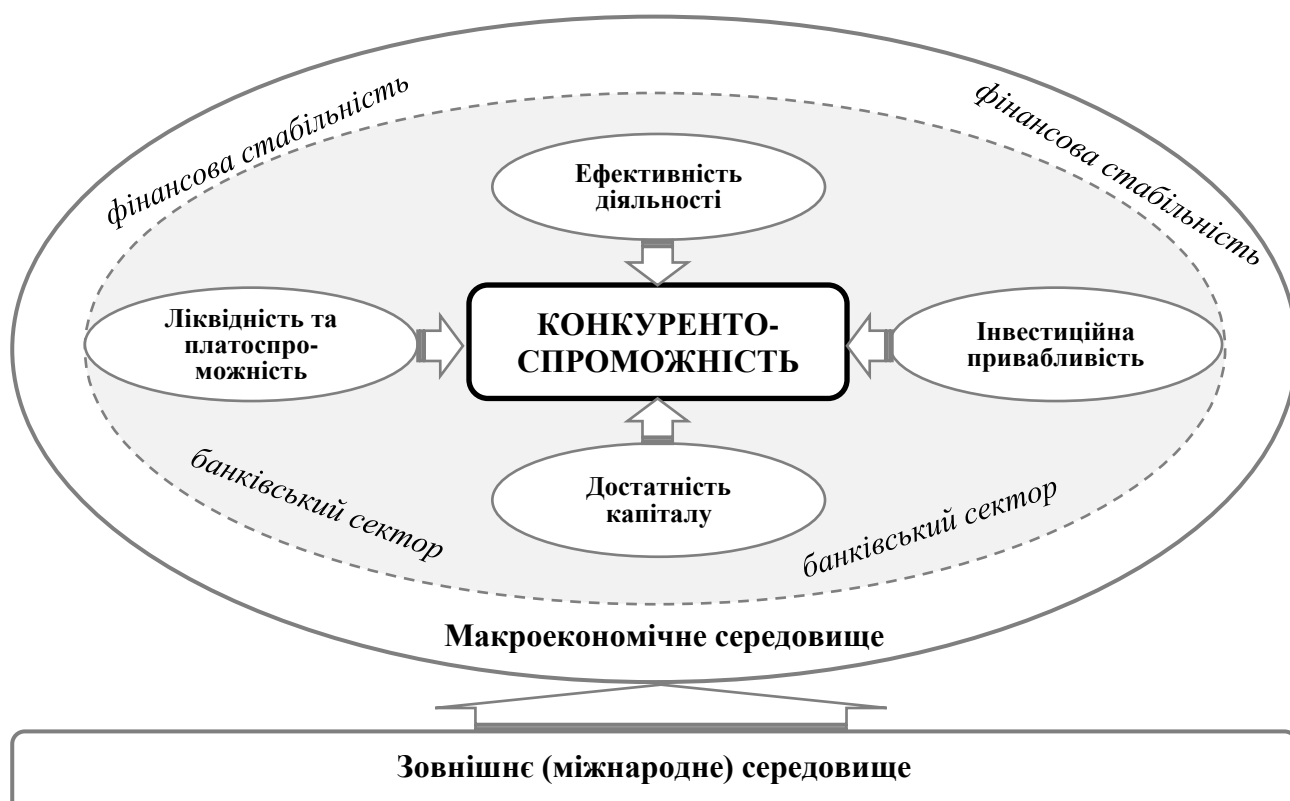 фінансова стабільність
фінансова стабільність
Ефективність
діяльності
Ліквідність та
платоспро-
можність
КОНКУРЕНТО-
СПРОМОЖНІСТЬ
Інвестиційна
привабливість
Достатність
капіталу
банківський сектор
банківський сектор
Макроекономічне середовище
Зовнішнє (міжнародне) середовище